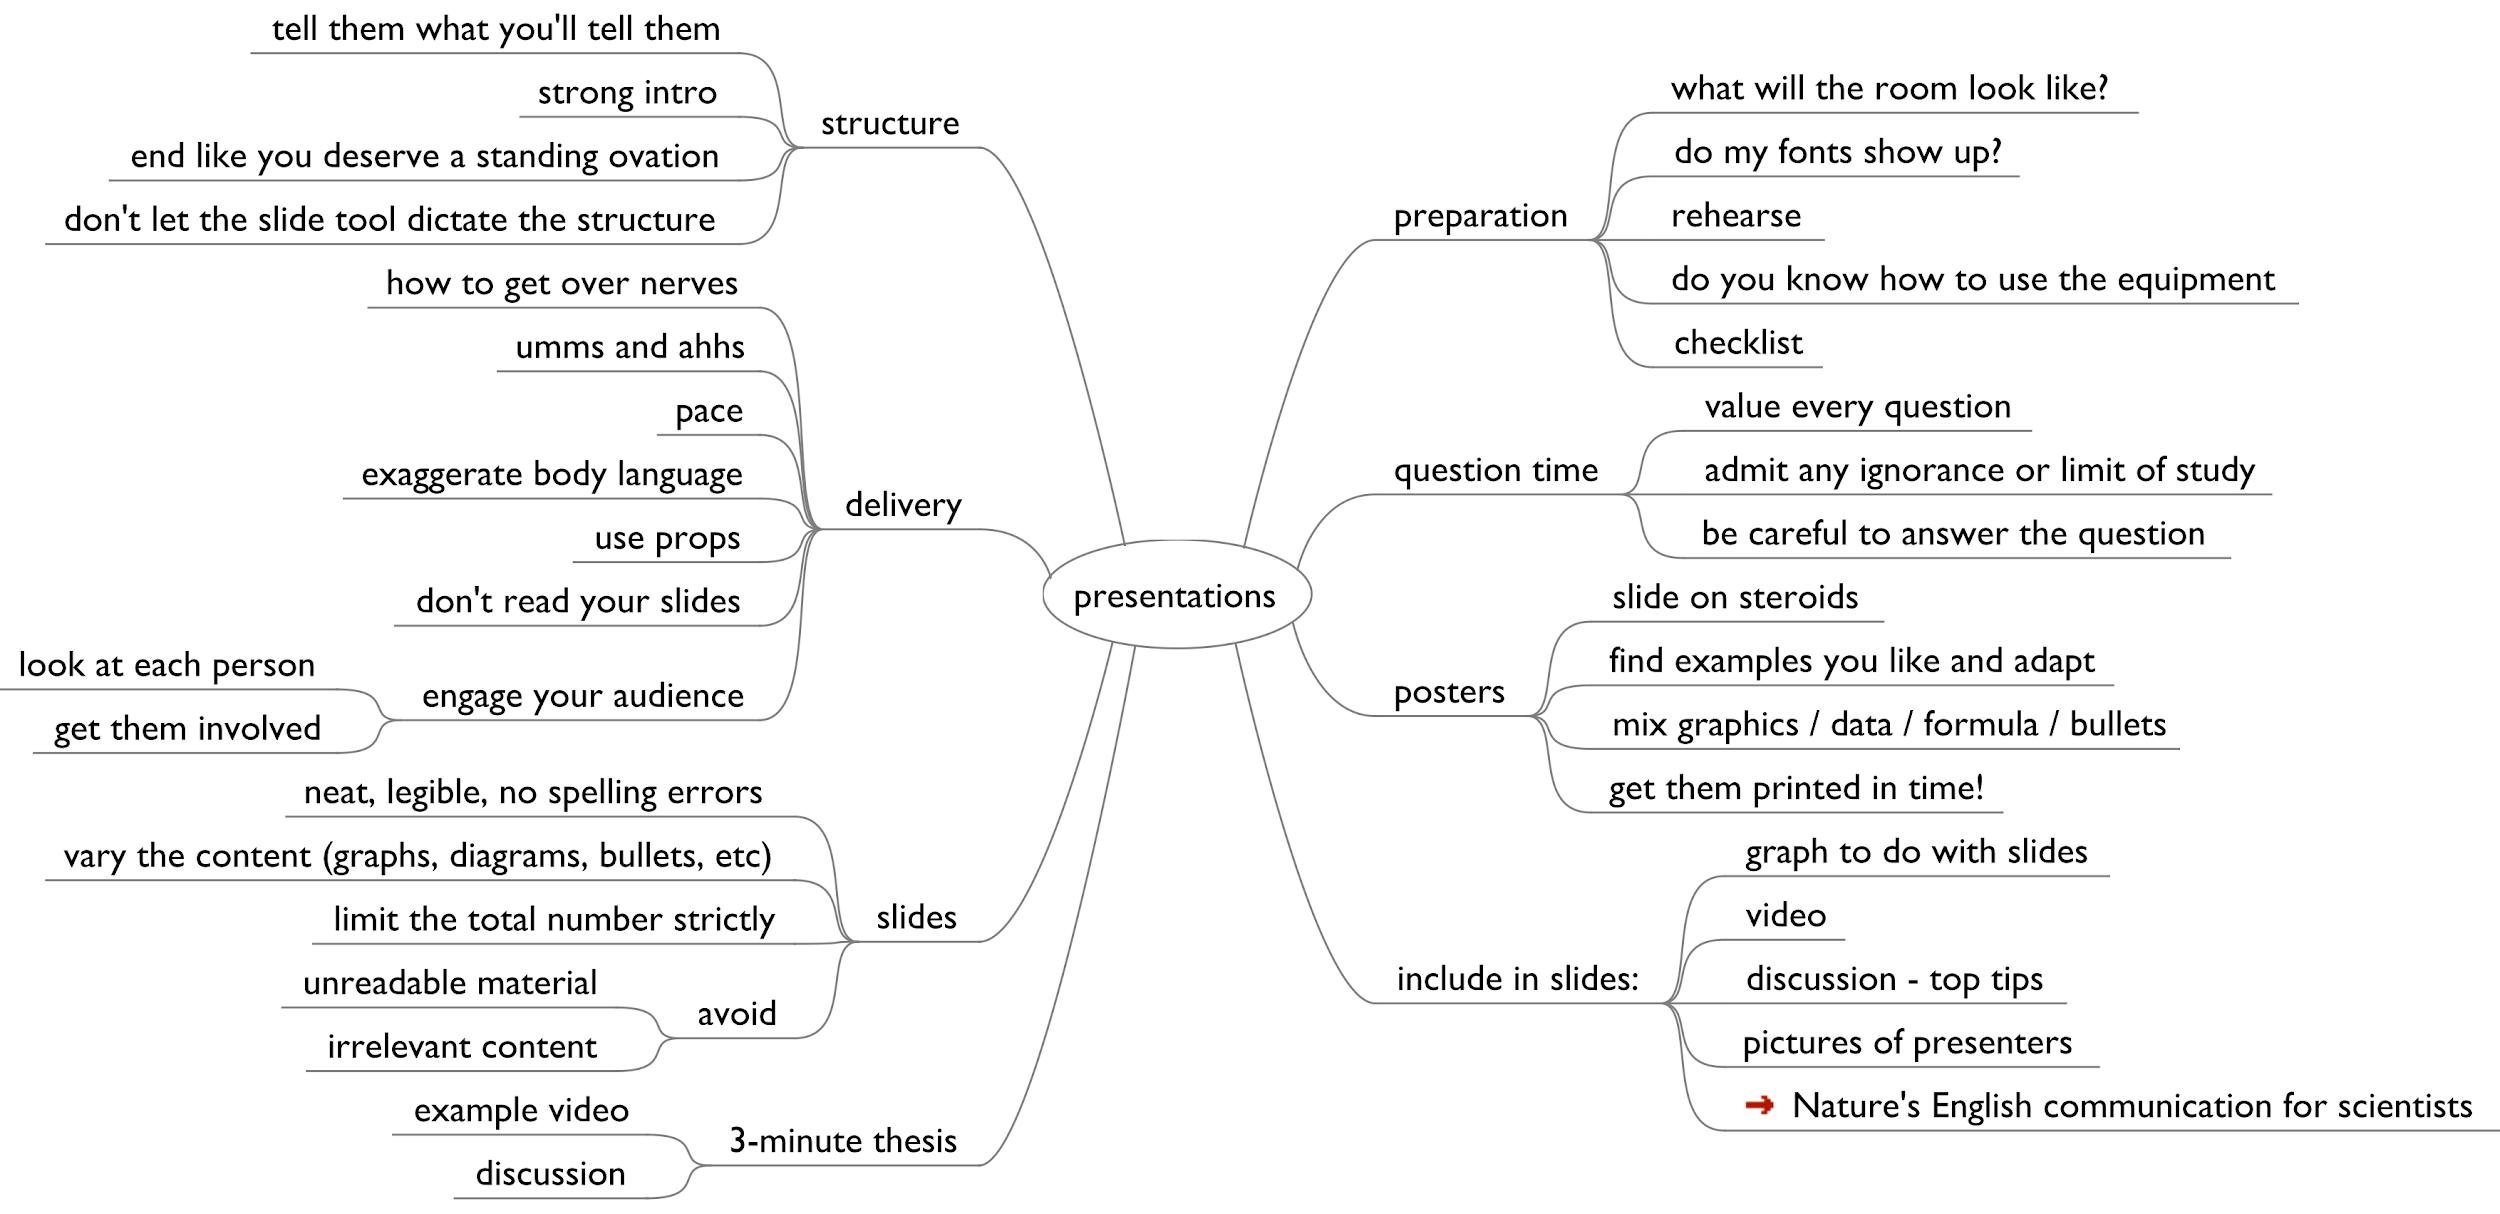 presentations
structure
tell them what you'll tell them
strong intro
end like you deserve a standing ovation
don't let the slide tool dictate the structure
delivery
how to get over nerves
umms and ahhs
pace
exaggerate body language
use props
don't read your slides
engage your audience
look at each person
get them involved
slides
neat, legible, no spelling errors
vary the content (graphs, diagrams, bullets, etc)
limit the total number strictly
avoid
unreadable material
irrelevant content
3-minute thesis
example video
discussion
preparation
what will the room look like?
do my fonts show up?
rehearse
do you know how to use the equipment
checklist
question time
value every question
admit any ignorance or limit of study
be careful to answer the question
posters
slide on steroids
find examples you like and adapt
mix graphics / data / formula / bullets
get them printed in time!
include in slides:
graph to do with slides
video
discussion - top tips
pictures of presenters
Nature's English communication for scientists